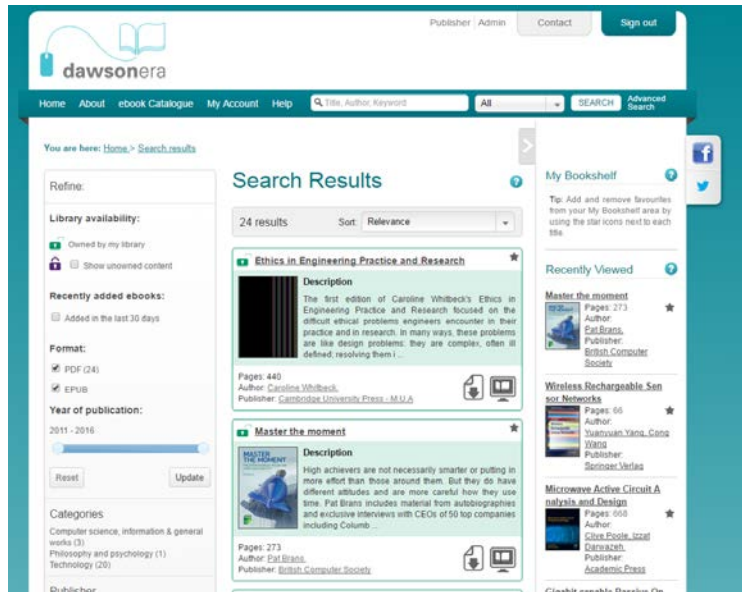 Publisher Admin Contact Sign out
dawsonera
Home About ebook Catalogue My Account Help Title, Author, Keyword All SEARCH Advanced Search
You are here: Home > Search results
Refine:
Library availability:
Owned by my library
Show unowned content
Recently added ebooks:
Added in the last 30 days
Format:
PDF (24)
EPUB
Year of publication:
2011 - 2016
Reset Update
Categories
Computer science, information & general
works (3)
Philosophy and psychology (1)
Technology (20)
Publisher
Search Results
24 results Sort: Relevance
Ethics in Engineering Practice and Research
Description
The first edition of Caroline Whitbeck's Ethics in
Engineering Practice and Research focused on the
difficult ethical problems engineers encounter in their
practice and in research. In many ways, these problems
are like design problems: they are complex, often ill
defined; resolving them i ...
Pages: 440
Author: Caroline Whitbeck,
Publisher: Cambridge University Press - M.U.A
Master the moment
MASTER
THE MOMENT
Description
High achievers are not necessarily smarter or putting in
more effort than those around them. But they do have
different attitudes and are more careful how they use
time. Pat Brans includes material from autobiographies
and exclusive interviews with CEOs of 50 top companies
including Columb ...
Pages: 273
Author: Pat Brans,
Publisher: British Computer Society
My Bookshelf
Tip: Add and remove favourites
from your My Bookshelf area by
using the star icons next to each
title.
Recently Viewed
Master the moment
Pages: 273
Author:
Pat Brans,
Publisher:
British Computer
Society
Wireless Rechargeable Sen
sor Networks
Pages: 66
Author:
Yuanyuan Yang, Cong
Wang
Publisher:
Springer Verlag
Microwave Active Circuit A
nalysis and Design
Pages: 668
Author:
Clive Poole, Izzat
Darwazeh,
Publisher:
Academic Press
Gigabit-capable Passive Op